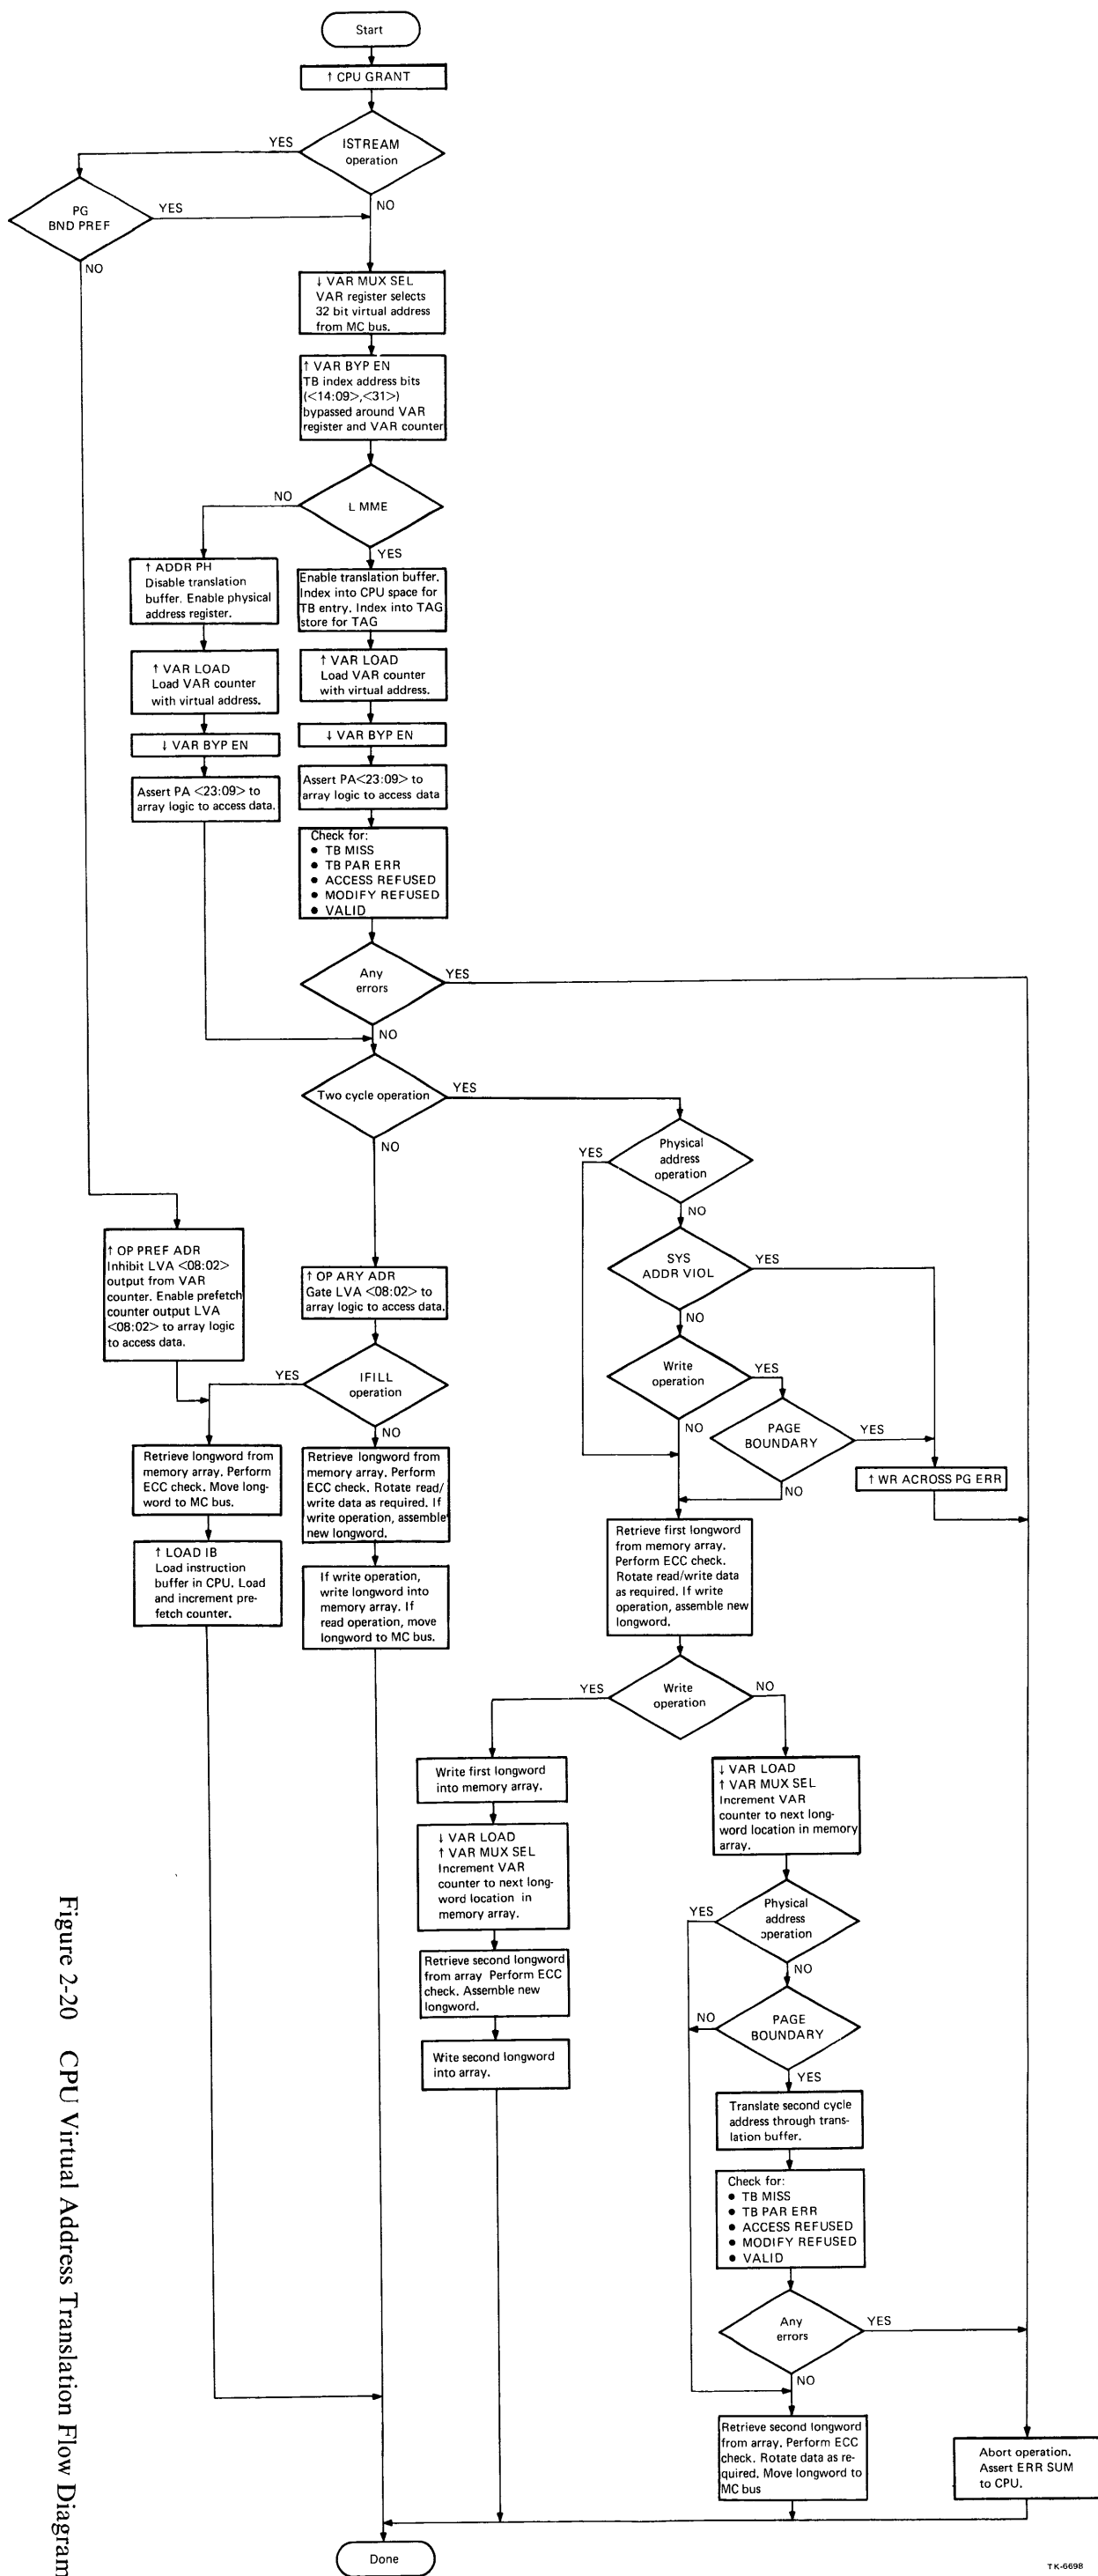 Start
↑ CPU GRANT
ISTREAM
operation
YES
NO
PG
BND PREF
YES
NO
↓ VAR MUX SEL
VAR register selects
32 bit virtual address
from MC bus.
↑ VAR BYP EN
TB index address bits
(<14:09>,<31>)
bypassed around VAR
register and VAR counter
L MME
NO
YES
↑ ADDR PH
Disable translation
buffer. Enable physical
address register.
↑ VAR LOAD
Load VAR counter
with virtual address.
↓ VAR BYP EN
Assert PA <23:09> to
array logic to access data.
Enable translation buffer.
Index into CPU space for
TB entry. Index into TAG
store for TAG
↑ VAR LOAD
Load VAR counter
with virtual address.
↓ VAR BYP EN
Assert PA<23:09> to
array logic to access data
Check for:
● TB MISS
● TB PAR ERR
● ACCESS REFUSED
● MODIFY REFUSED
● VALID
Any
errors
YES
NO
Two cycle operation
YES
NO
Physical
address
operation
YES
NO
SYS
ADDR VIOL
YES
NO
Write
operation
YES
NO
PAGE
BOUNDARY
YES
NO
↑ WR ACROSS PG ERR
↑ OP PREF ADR
Inhibit LVA <08:02>
output from VAR
counter. Enable prefetch
counter output LVA
<08:02> to array logic
to access data.
↑ OP ARY ADR
Gate LVA <08:02> to
array logic to access data.
IFILL
operation
YES
NO
Retrieve longword from
memory array. Perform
ECC check. Move long-
word to MC bus.
↑ LOAD IB
Load instruction
buffer in CPU. Load
and increment pre-
fetch counter.
Retrieve longword from
memory array. Perform
ECC check. Rotate read/
write data as required. If
write operation, assemble
new longword.
If write operation,
write longword into
memory array. If
read operation, move
longword to MC bus.
Retrieve first longword
from memory array.
Perform ECC check.
Rotate read/write data
as required. If write
operation, assemble new
longword.
Write
operation
YES
NO
Write first longword
into memory array.
↓ VAR LOAD
↑ VAR MUX SEL
Increment VAR
counter to next long-
word location in
memory array.
Retrieve second longword
from array Perform ECC
check. Assemble new
longword.
Write second longword
into array.
↓ VAR LOAD
↑ VAR MUX SEL
Increment VAR
counter to next long-
word location in memory
array.
Physical
address
operation
YES
NO
PAGE
BOUNDARY
NO
YES
Translate second cycle
address through trans-
lation buffer.
Check for:
● TB MISS
● TB PAR ERR
● ACCESS REFUSED
● MODIFY REFUSED
● VALID
Any
errors
YES
NO
Retrieve second longword
from array. Perform ECC
check. Rotate data as re-
quired. Move longword to
MC bus
Abort operation.
Assert ERR SUM
to CPU.
Done
TK-6698
Figure 2-20 CPU Virtual Address Translation Flow Diagram